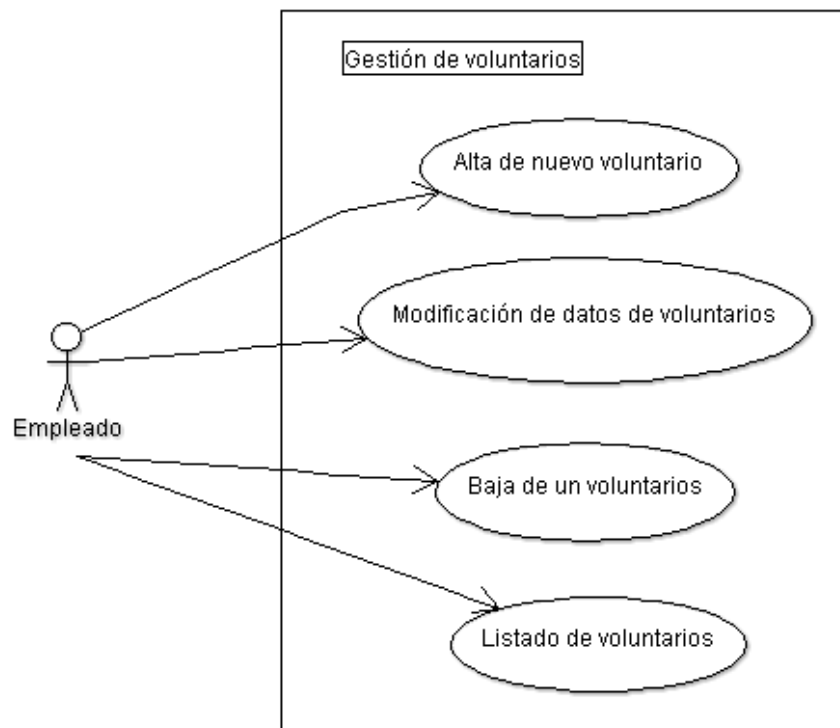 Gestión de voluntarios
Alta de nuevo voluntario
Modificación de datos de voluntarios
Empleado
Baja de un voluntarios
Listado de voluntarios